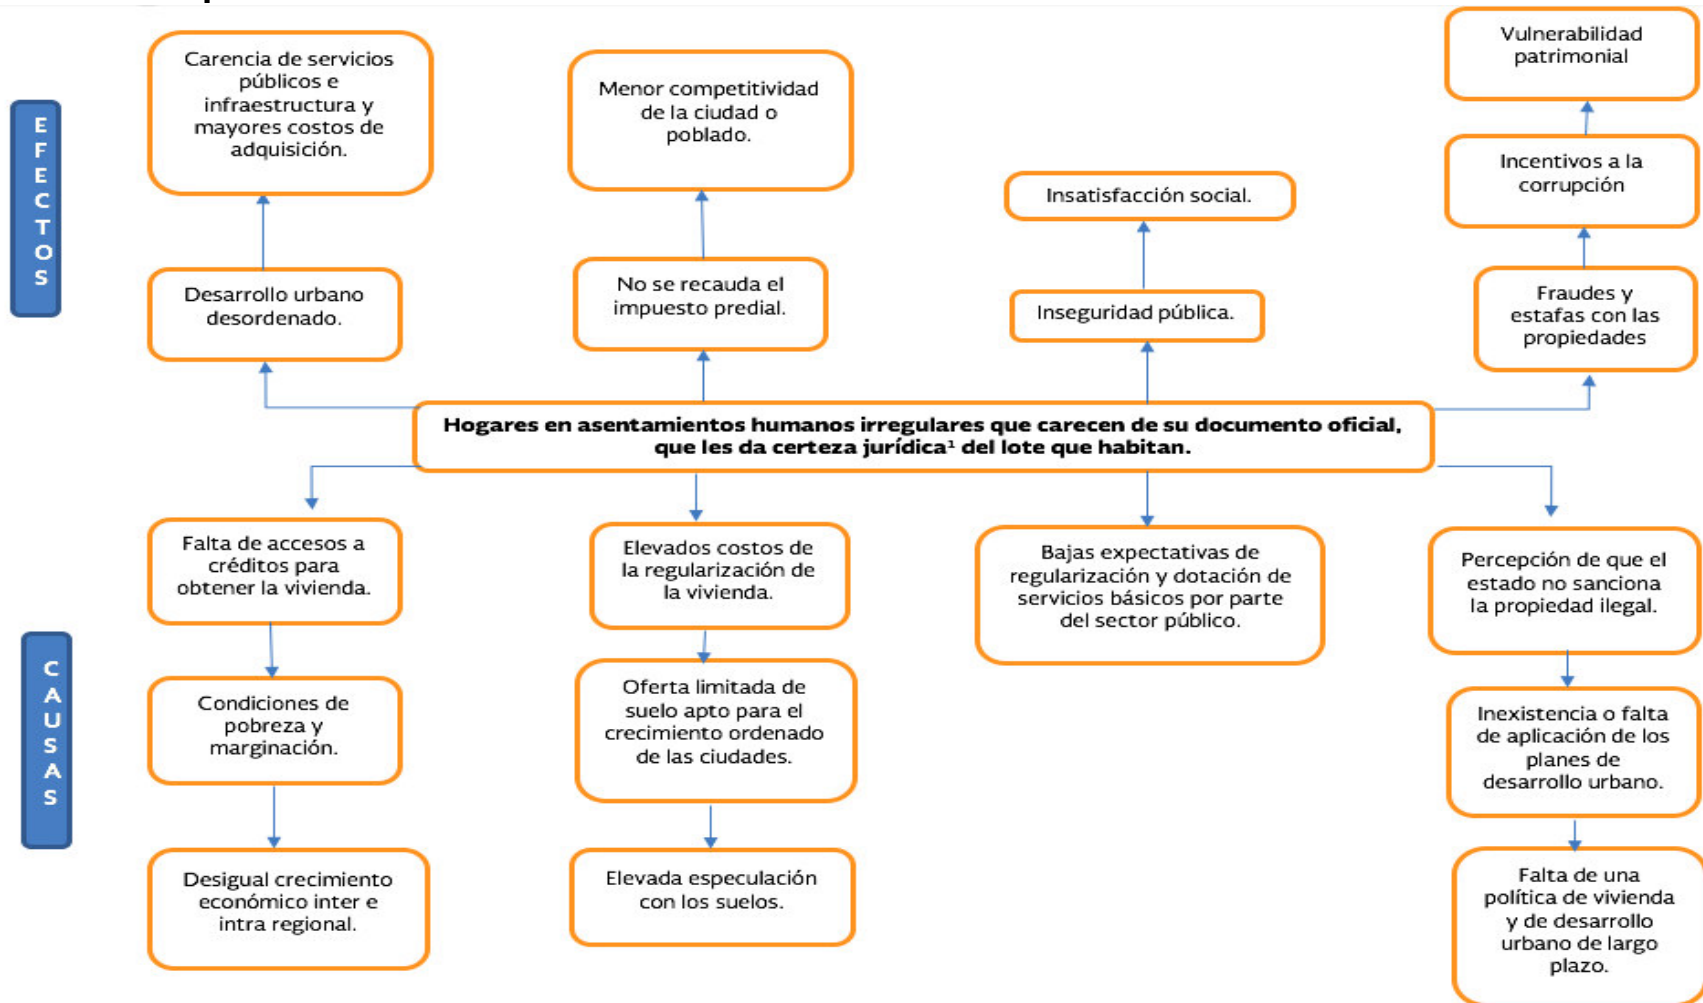 EFECTOS
Carencia de servicios
públicos e
infraestructura y
mayores costos de
adquisición.
Menor competitividad
de la ciudad o
poblado.
Insatisfacción social.
Vulnerabilidad
patrimonial
Incentivos a la
corrupción
Desarrollo urbano
desordenado.
No se recauda el
impuesto predial.
Inseguridad pública.
Fraudes y
estafas con las
propiedades
Hogares en asentamientos humanos irregulares que carecen de su documento oficial,
que les da certeza jurídica¹ del lote que habitan.
CAUSAS
Falta de accesos a
créditos para
obtener la vivienda.
Elevados costos de
la regularización de
la vivienda.
Bajas expectativas de
regularización y dotación de
servicios básicos por parte
del sector público.
Percepción de que el
estado no sanciona
la propiedad ilegal.
Condiciones de
pobreza y
marginación.
Oferta limitada de
suelo apto para el
crecimiento ordenado
de las ciudades.
Inexistencia o falta
de aplicación de los
planes de
desarrollo urbano.
Desigual crecimiento
económico inter e
intra regional.
Elevada especulación
con los suelos.
Falta de una
política de vivienda
y de desarrollo
urbano de largo
plazo.